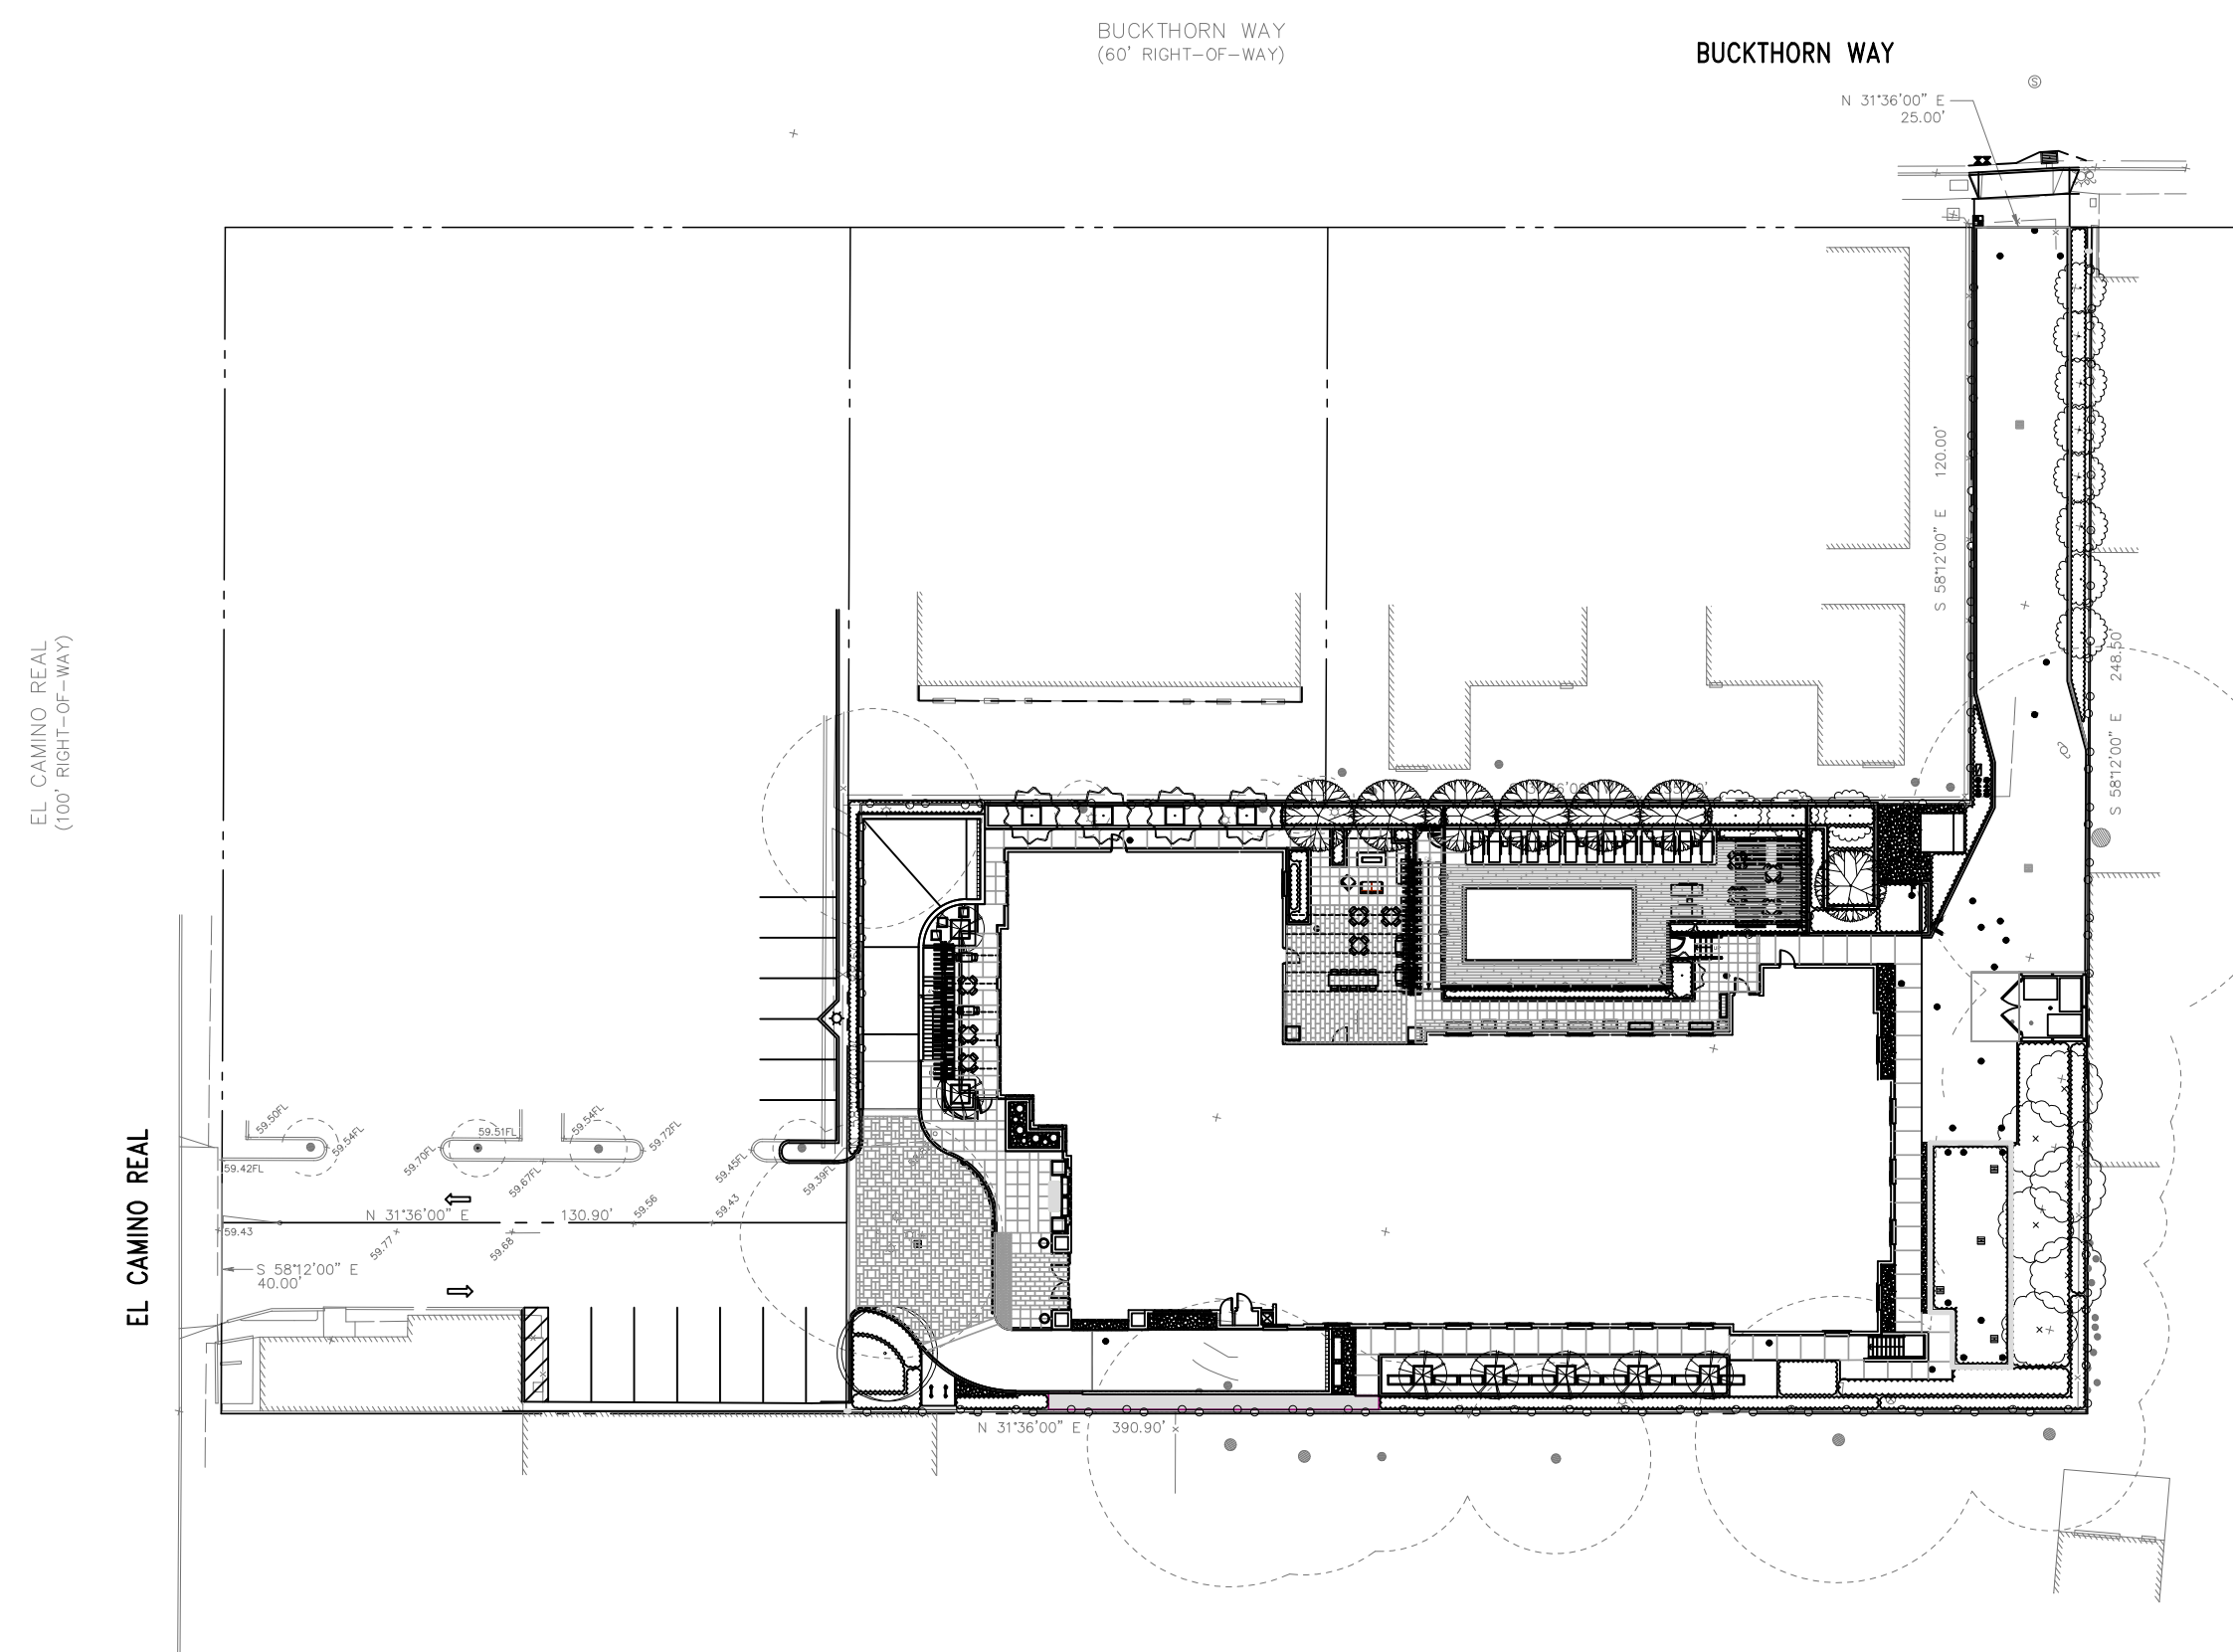 BUCKTHORN WAY
(60' RIGHT-OF-WAY)
BUCKTHORN WAY
S
N 31°36'00" E
25.00'
S 58°12'00" E 120.00'
S 58°12'00" E 248.50'
EL CAMINO REAL
(100' RIGHT-OF-WAY)
EL CAMINO REAL
59.50FL
59.54FL
59.42FL
59.70FL
59.51FL
59.54FL
59.72FL
59.67FL
59.45FL
59.39FL
N 31°36'00" E 130.90'
59.56
59.43
59.43
59.77
59.68
S 58°12'00" E
40.00'
N 31°36'00" E 390.90'